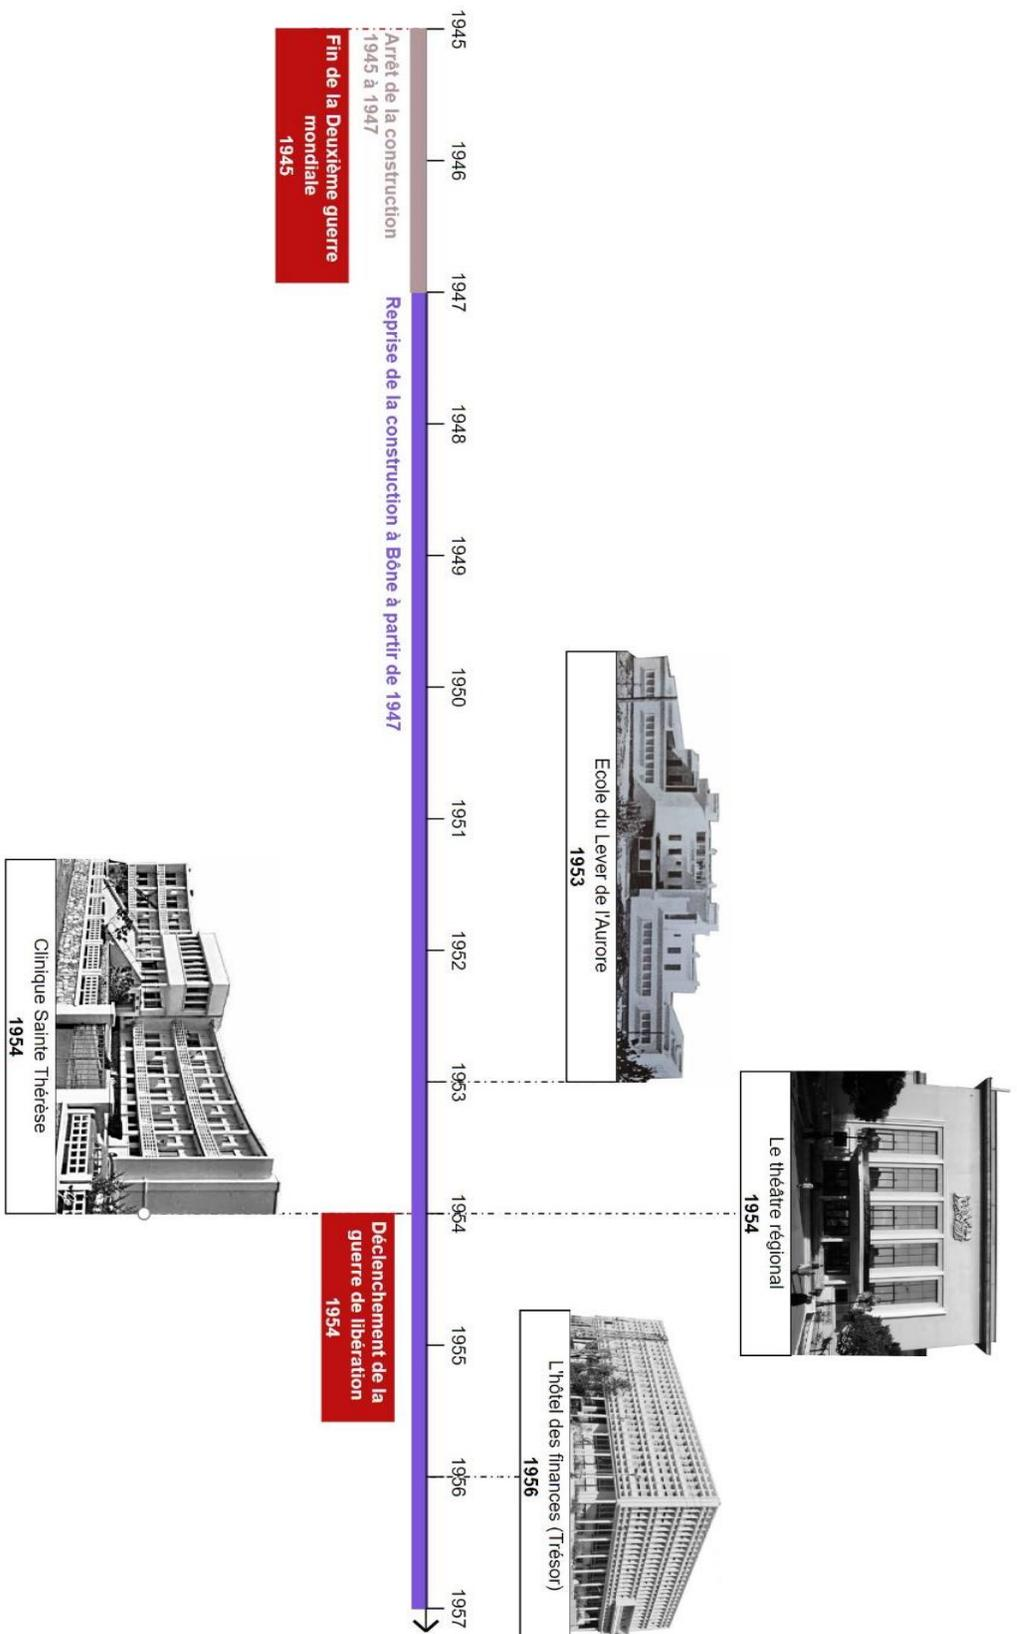 1945
1946
1947
1948
1949
1950
1951
1952
1953
1954
1955
1956
1957
Arrêt de la construction
1945 à 1947
Reprise de la construction à Bône à partir de 1947
Fin de la Deuxième guerre
mondiale
1945
Déclenchement de la
guerre de libération
1954
Ecole du Lever de l'Aurore
1953
Le théâtre régional
1954
L'hôtel des finances (Trésor)
1956
Clinique Sainte Thérèse
1954